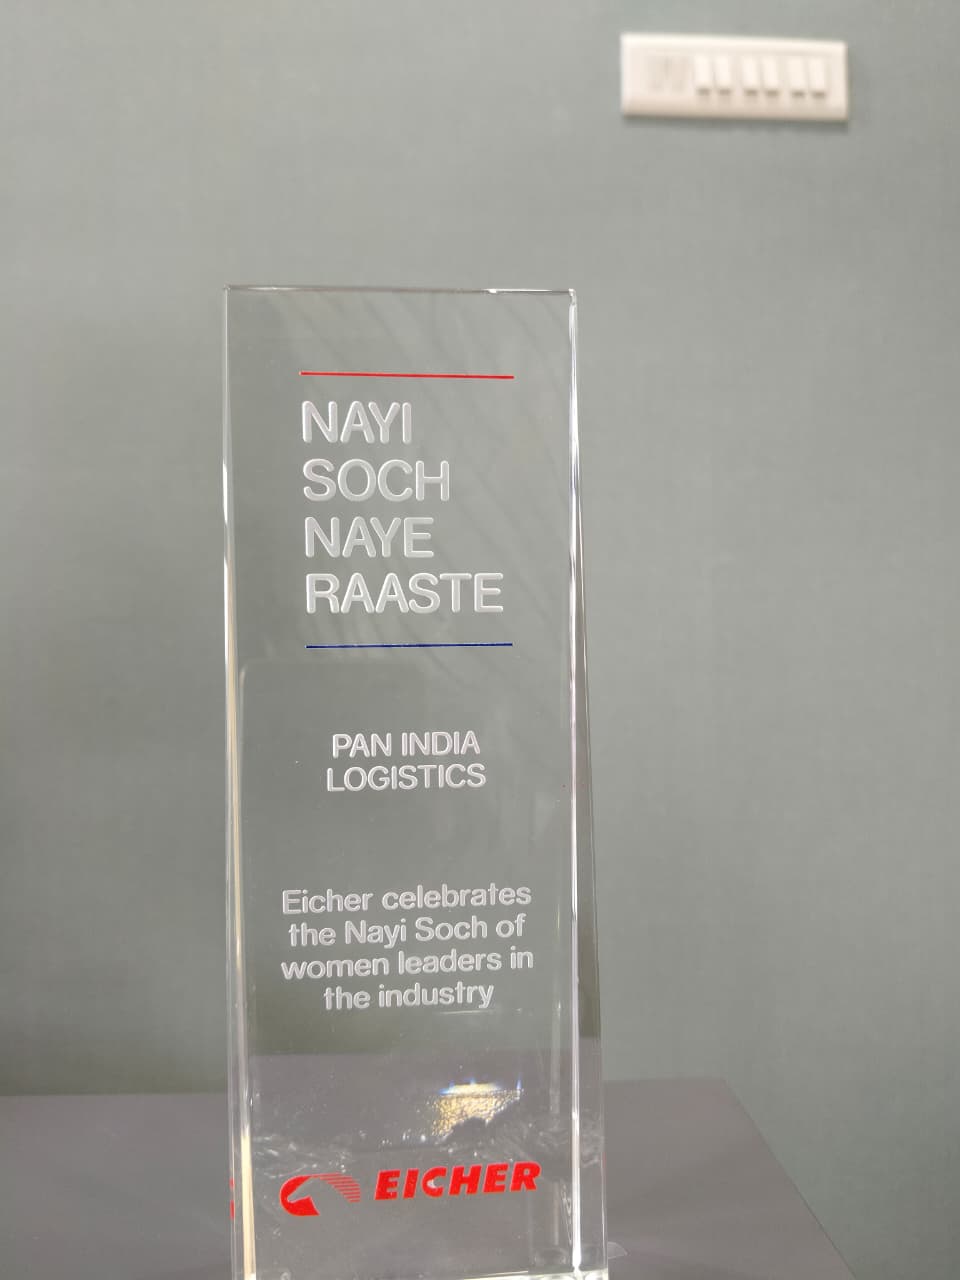 NAYI
SOCH
NAYE
RAASTE
PAN INDIA
LOGISTICS
Eicher celebrates
the Nayi Soch of
women leaders in
the industry
EICHER